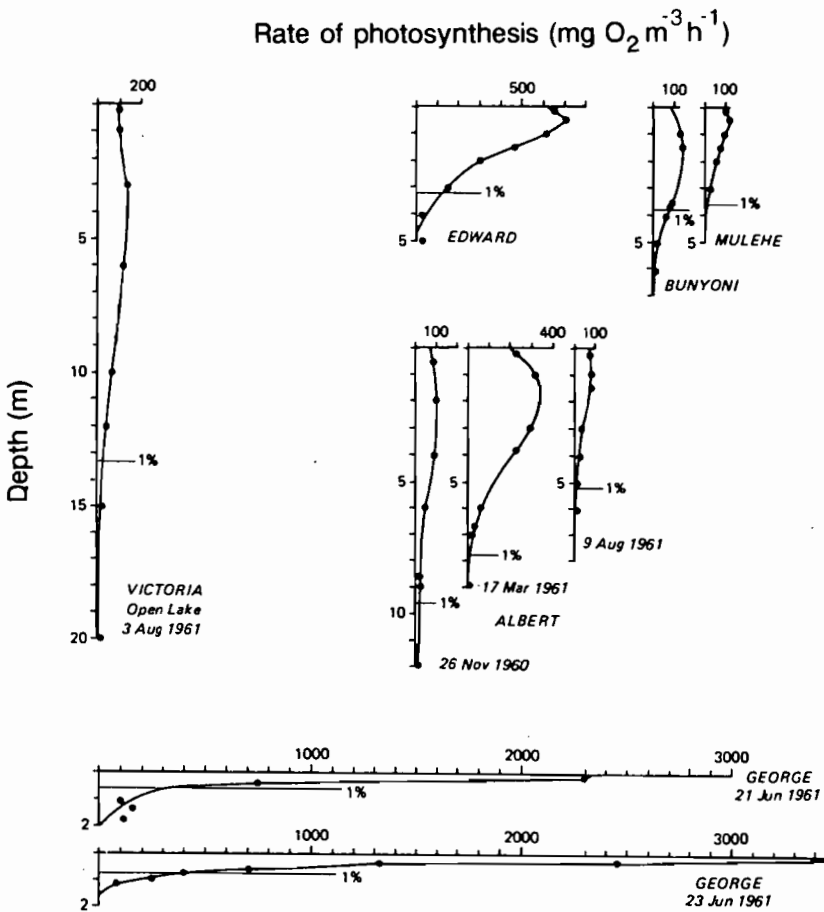 Rate of photosynthesis (mg O₂ m⁻³ h⁻¹)
200
500
100
100
1%
1%
1%
5
5
5
EDWARD
MULEHE
BUNYONI
Depth (m)
5
10
1%
15
VICTORIA
Open Lake
3 Aug 1961
20
100
400
100
5
5
5
1%
9 Aug 1961
1%
17 Mar 1961
10
1%
ALBERT
26 Nov 1960
1000
2000
3000
1%
GEORGE
21 Jun 1961
2
1000
2000
3000
1%
GEORGE
23 Jun 1961
2